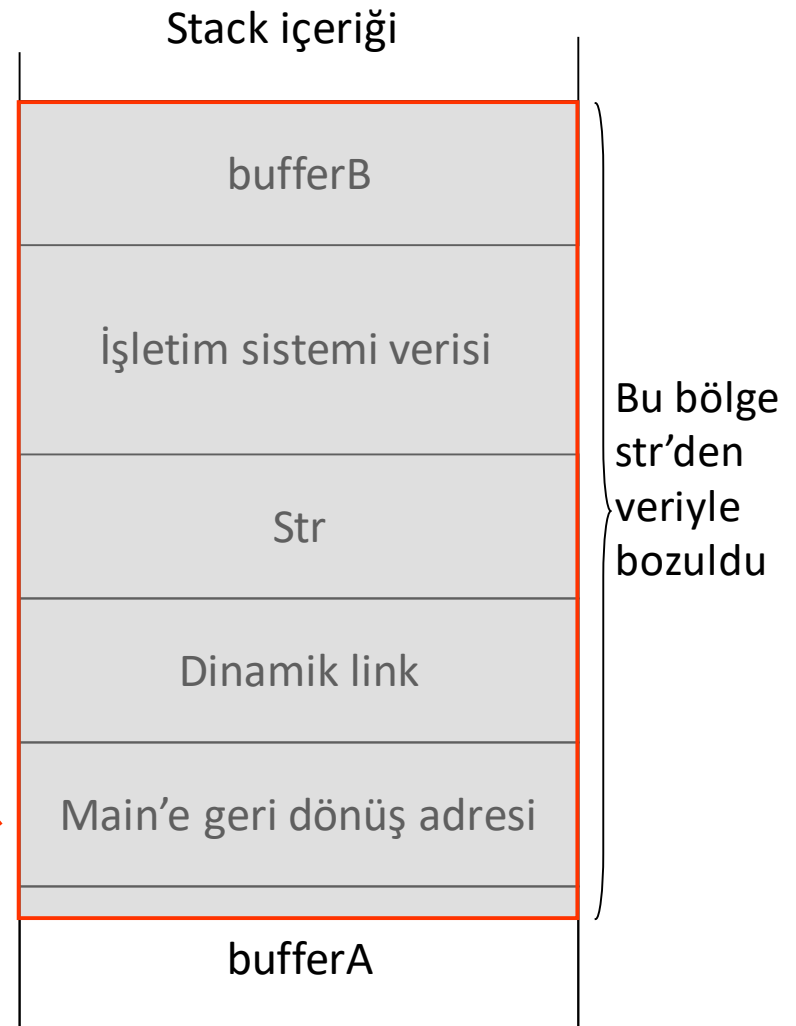 Stack içeriği
bufferB
İşletim sistemi verisi
Str
Dinamik link
Main’e geri dönüş adresi
bufferA
Bu bölge
str’den
veriyle
bozuldu